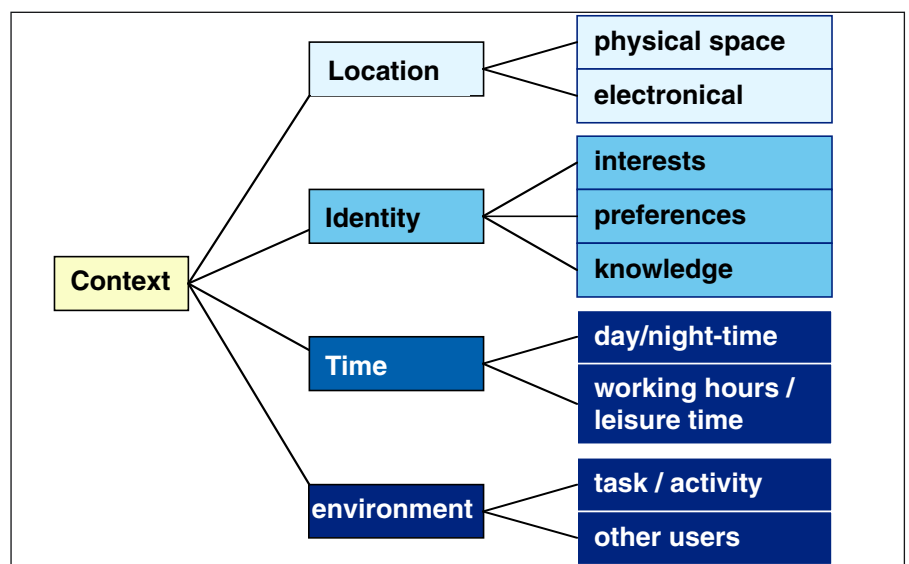 Context
Location
physical space
electronical
Identity
interests
preferences
knowledge
Time
day/night-time
working hours /
leisure time
environment
task / activity
other users